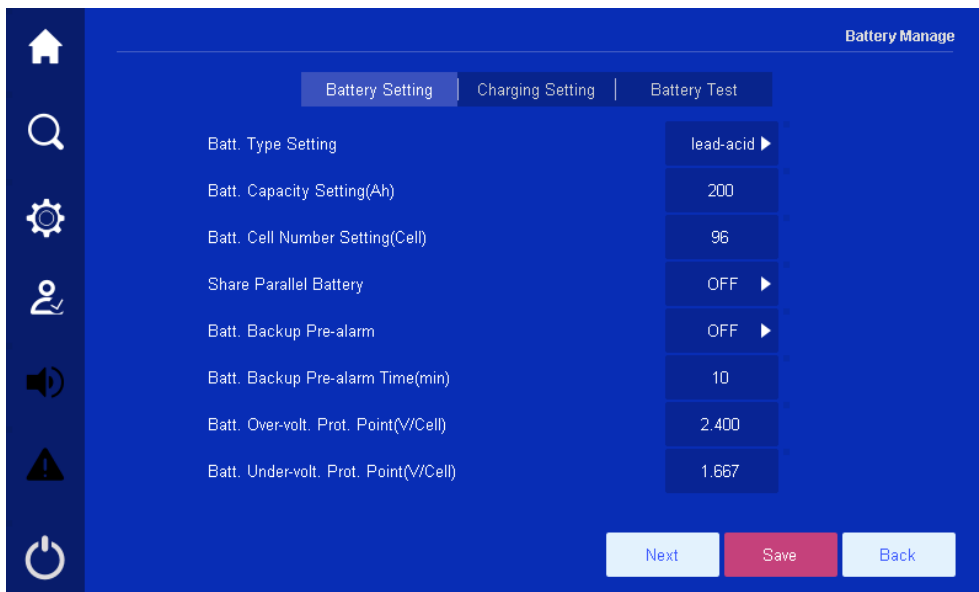 Battery Manage
Battery Setting Charging Setting Battery Test
Batt. Type Setting lead-acid
Batt. Capacity Setting(Ah) 200
Batt. Cell Number Setting(Cell) 96
Share Parallel Battery OFF
Batt. Backup Pre-alarm OFF
Batt. Backup Pre-alarm Time(min) 10
Batt. Over-volt. Prot. Point(V/Cell) 2.400
Batt. Under-volt. Prot. Point(V/Cell) 1.667
Next Save Back